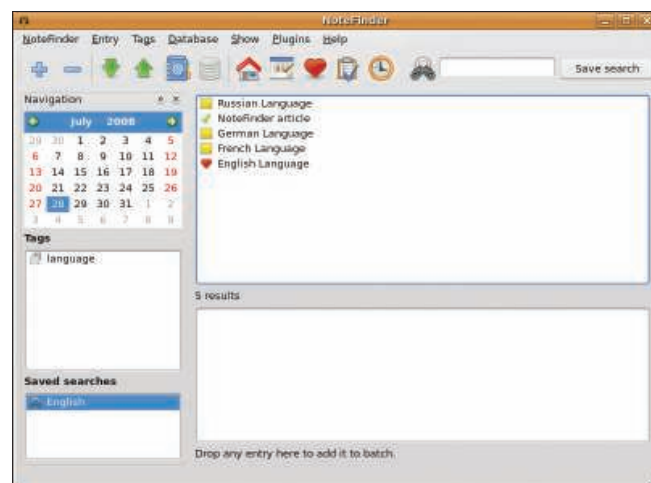 NoteFinder
NoteFinder Entry Tags Database Show Plugins Help
Save search
Navigation
July 2008
29 30 1 2 3 4 5
6 7 8 9 10 11 12
13 14 15 16 17 18 19
20 21 22 23 24 25 26
27 28 29 30 31 1 2
3 4 5 6 7 8 9
Tags
language
Saved searches
English
Russian Language
NoteFinder article
German Language
French Language
English Language
5 results
Drop any entry here to add it to batch.